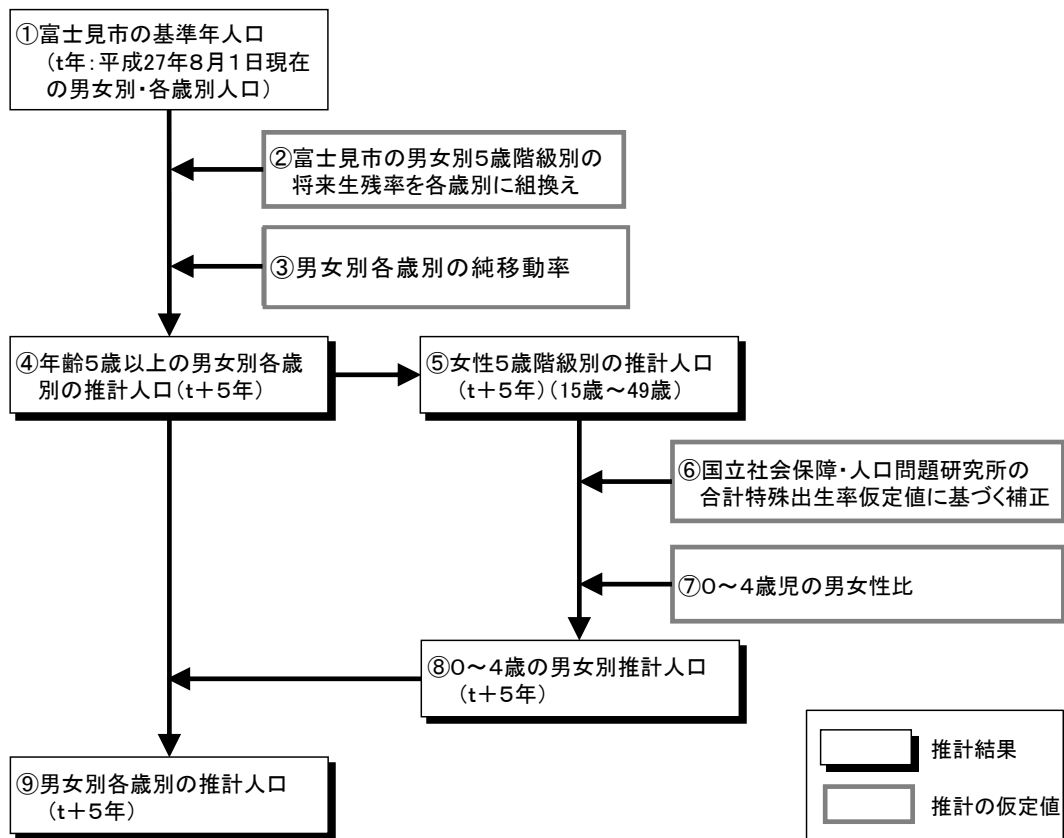 ①富士見市の基準年人口
(t年:平成27年8月1日現在
の男女別・各歳別人口)
②富士見市の男女別5歳階級別の
将来生残率を各歳別に組換え
③男女別各歳別の純移動率
④年齢5歳以上の男女別各歳
別の推計人口(t+5年)
⑤女性5歳階級別の推計人口
(t+5年)(15歳~49歳)
⑥国立社会保障・人口問題研究所の
合計特殊出生率仮定値に基づく補正
⑦0~4歳児の男女性比
⑧0~4歳の男女別推計人口
(t+5年)
⑨男女別各歳別の推計人口
(t+5年)
推計結果
推計の仮定値